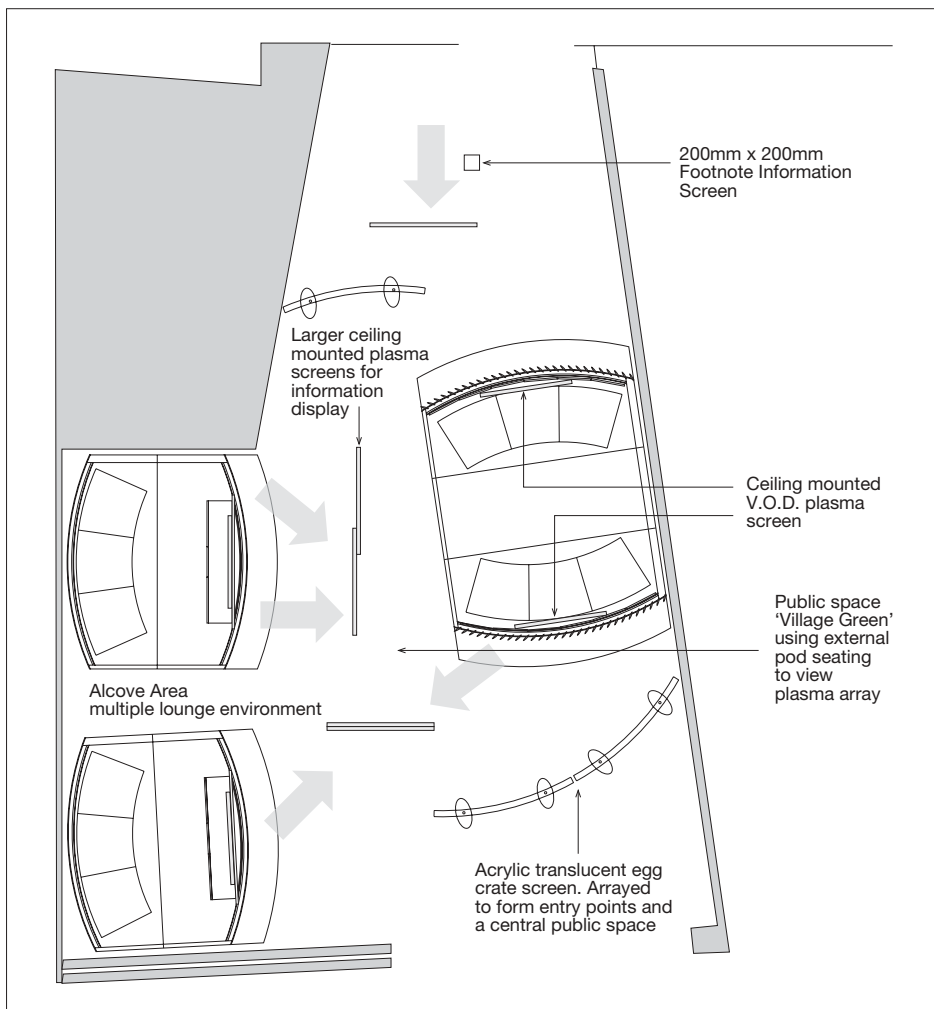 200mm x 200mm
Footnote Information
Screen
Larger ceiling
mounted plasma
screens for
information
display
Ceiling mounted
V.O.D. plasma
screen
Public space
‘Village Green’
using external
pod seating
to view
plasma array
Alcove Area
multiple lounge environment
Acrylic translucent egg
crate screen. Arrayed
to form entry points and
a central public space